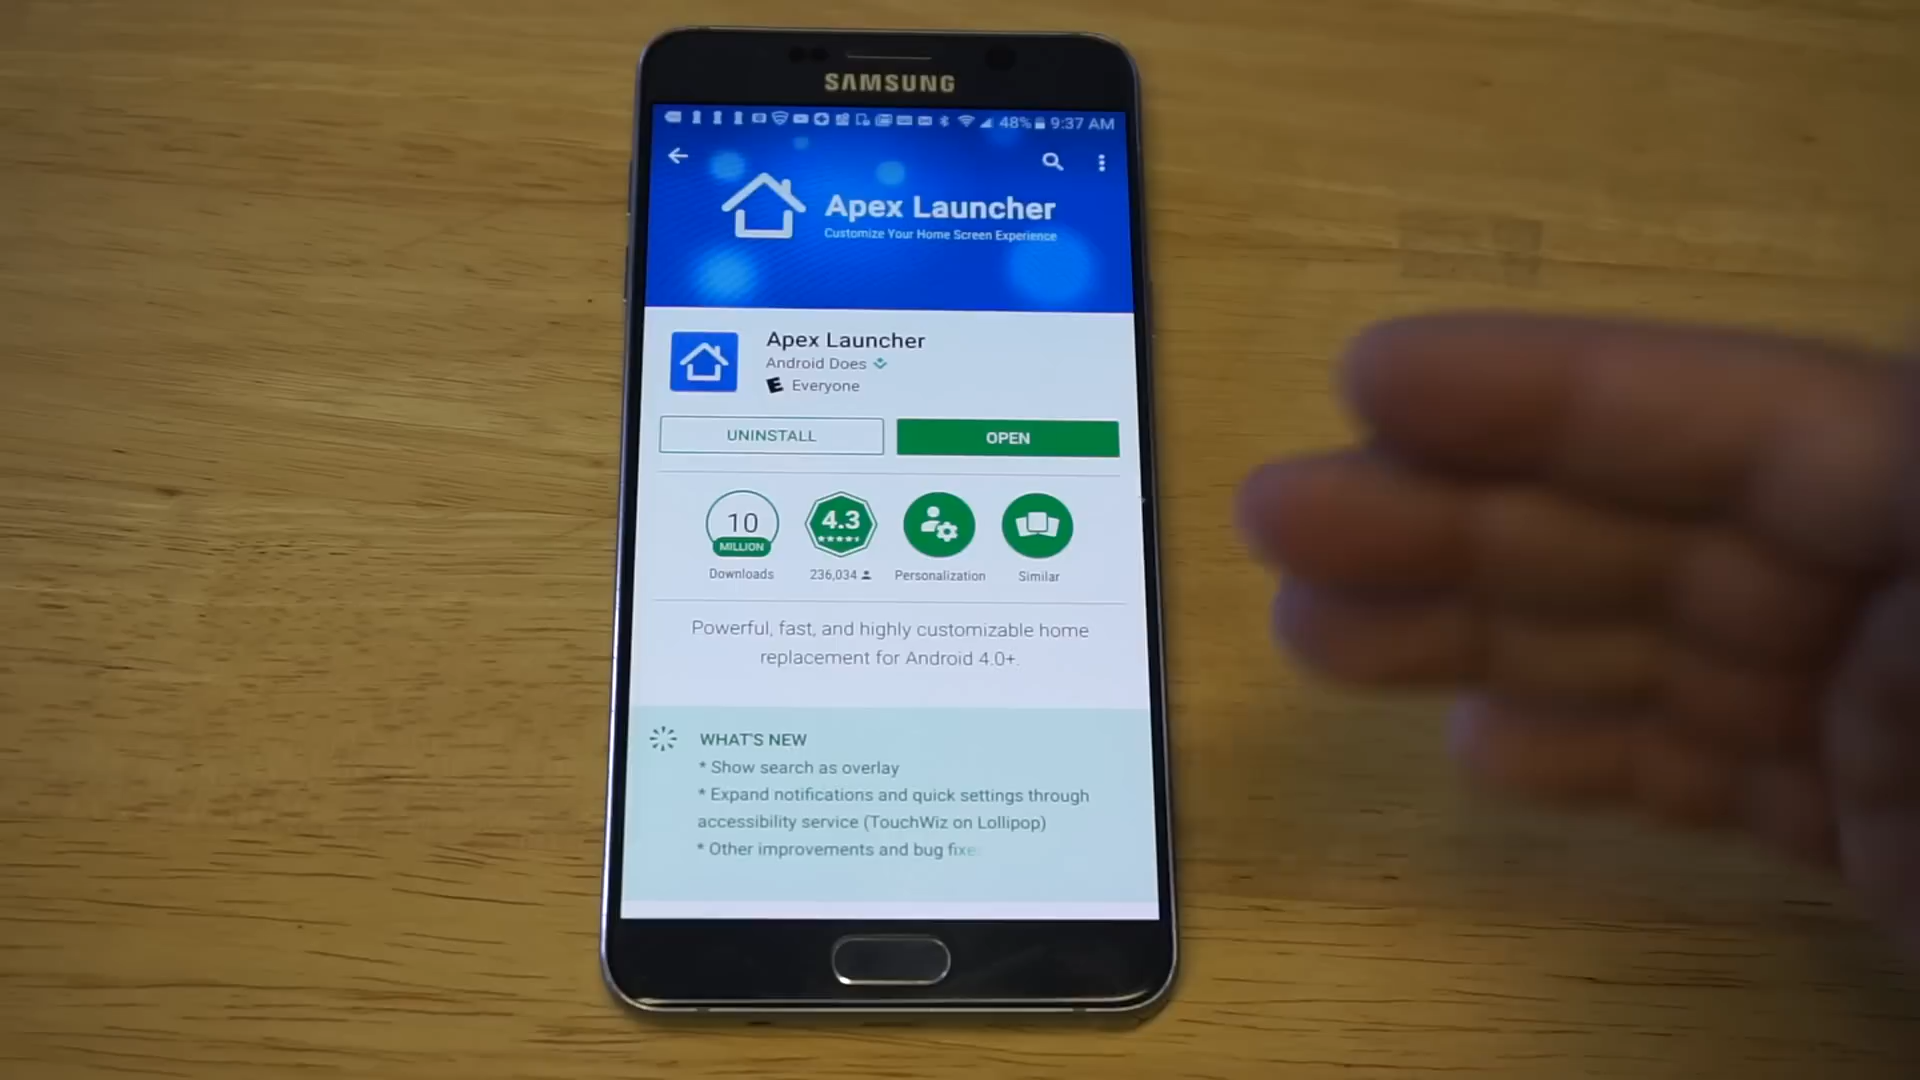 SAMSUNG
48% 9:37 AM
Apex Launcher
Customize Your Home Screen Experience
Apex Launcher
Android Does
E Everyone
UNINSTALL
OPEN
10
MILLION
4.3
Downloads
236,034
Personalization
Similar
Powerful, fast, and highly customizable home
replacement for Android 4.0+.
WHAT'S NEW
* Show search as overlay
* Expand notifications and quick settings through
accessibility service (TouchWiz on Lollipop)
* Other improvements and bug fixe